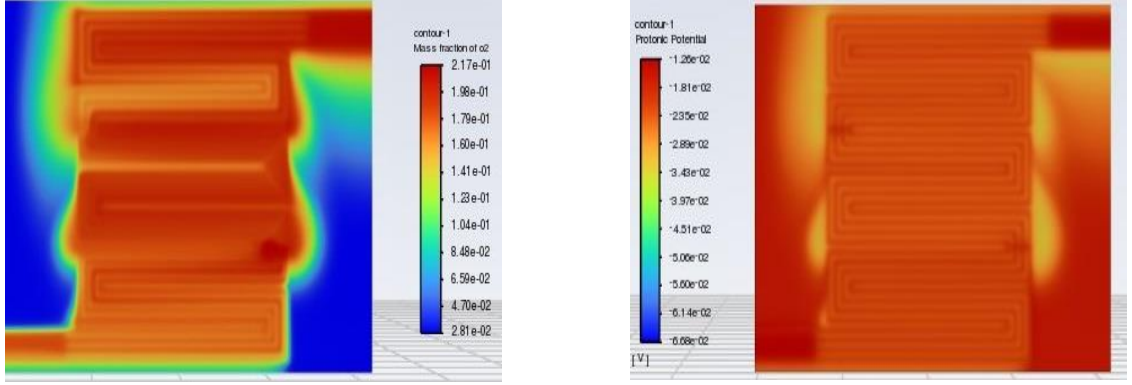 contour-1
Mass fraction of o2
2.17e-01
1.98e-01
1.79e-01
1.60e-01
1.41e-01
1.23e-01
1.04e-01
8.48e-02
6.59e-02
4.70e-02
2.81e-02
contour-1
Protonic Potential
-1.26e-02
-1.81e-02
-2.35e-02
-2.89e-02
-3.43e-02
-3.97e-02
-4.51e-02
-5.06e-02
-5.60e-02
-6.14e-02
-6.68e-02
[V]